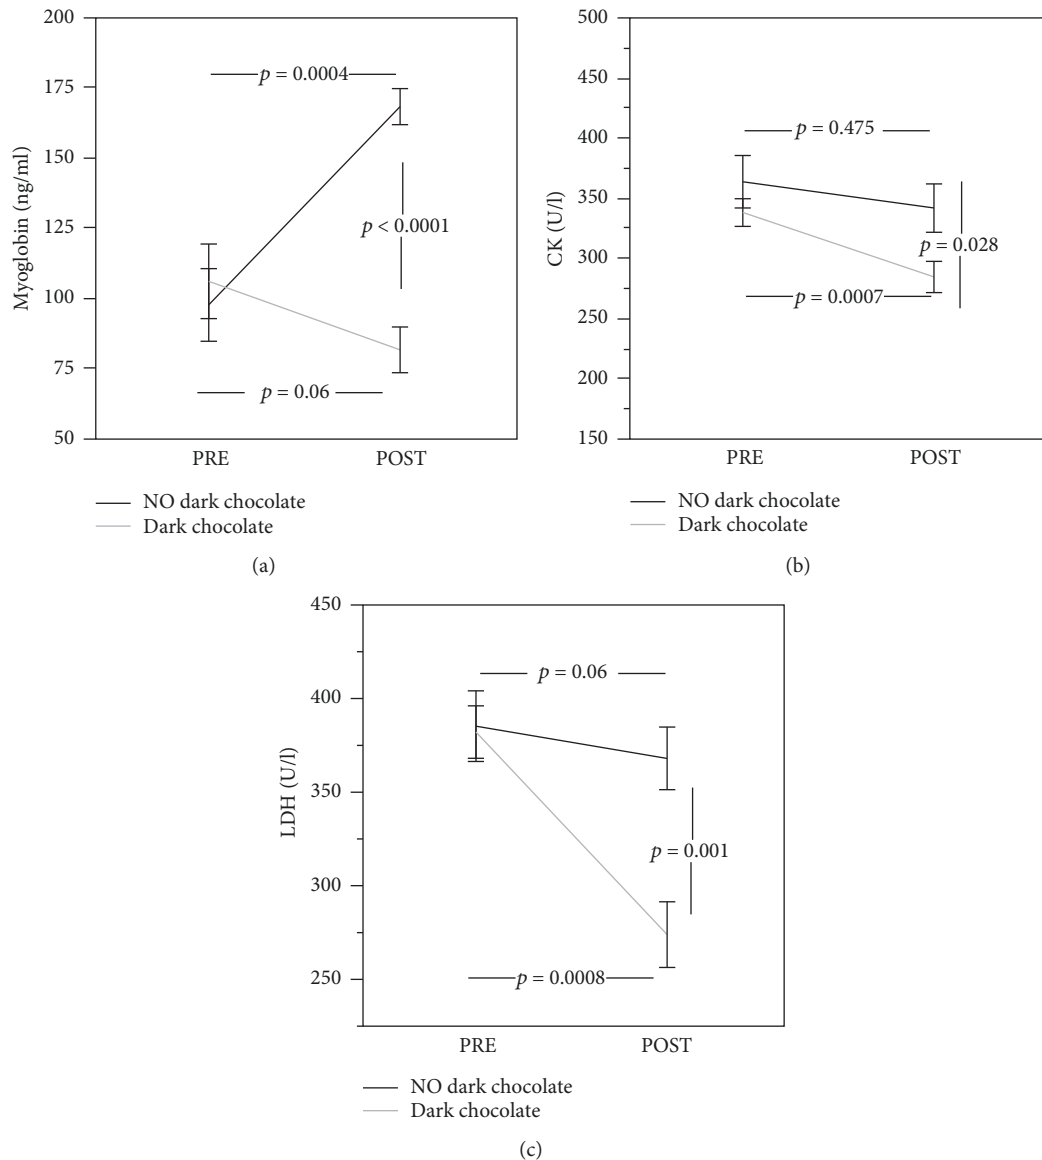 200
175
150
125
100
75
50
Myoglobin (ng/ml)
p = 0.0004
p < 0.0001
p = 0.06
PRE
POST
NO dark chocolate
Dark chocolate
(a)
500
450
400
350
300
250
200
150
CK (U/l)
p = 0.475
p = 0.028
p = 0.0007
PRE
POST
NO dark chocolate
Dark chocolate
(b)
450
400
350
300
250
LDH (U/l)
p = 0.06
p = 0.001
p = 0.0008
PRE
POST
NO dark chocolate
Dark chocolate
(c)